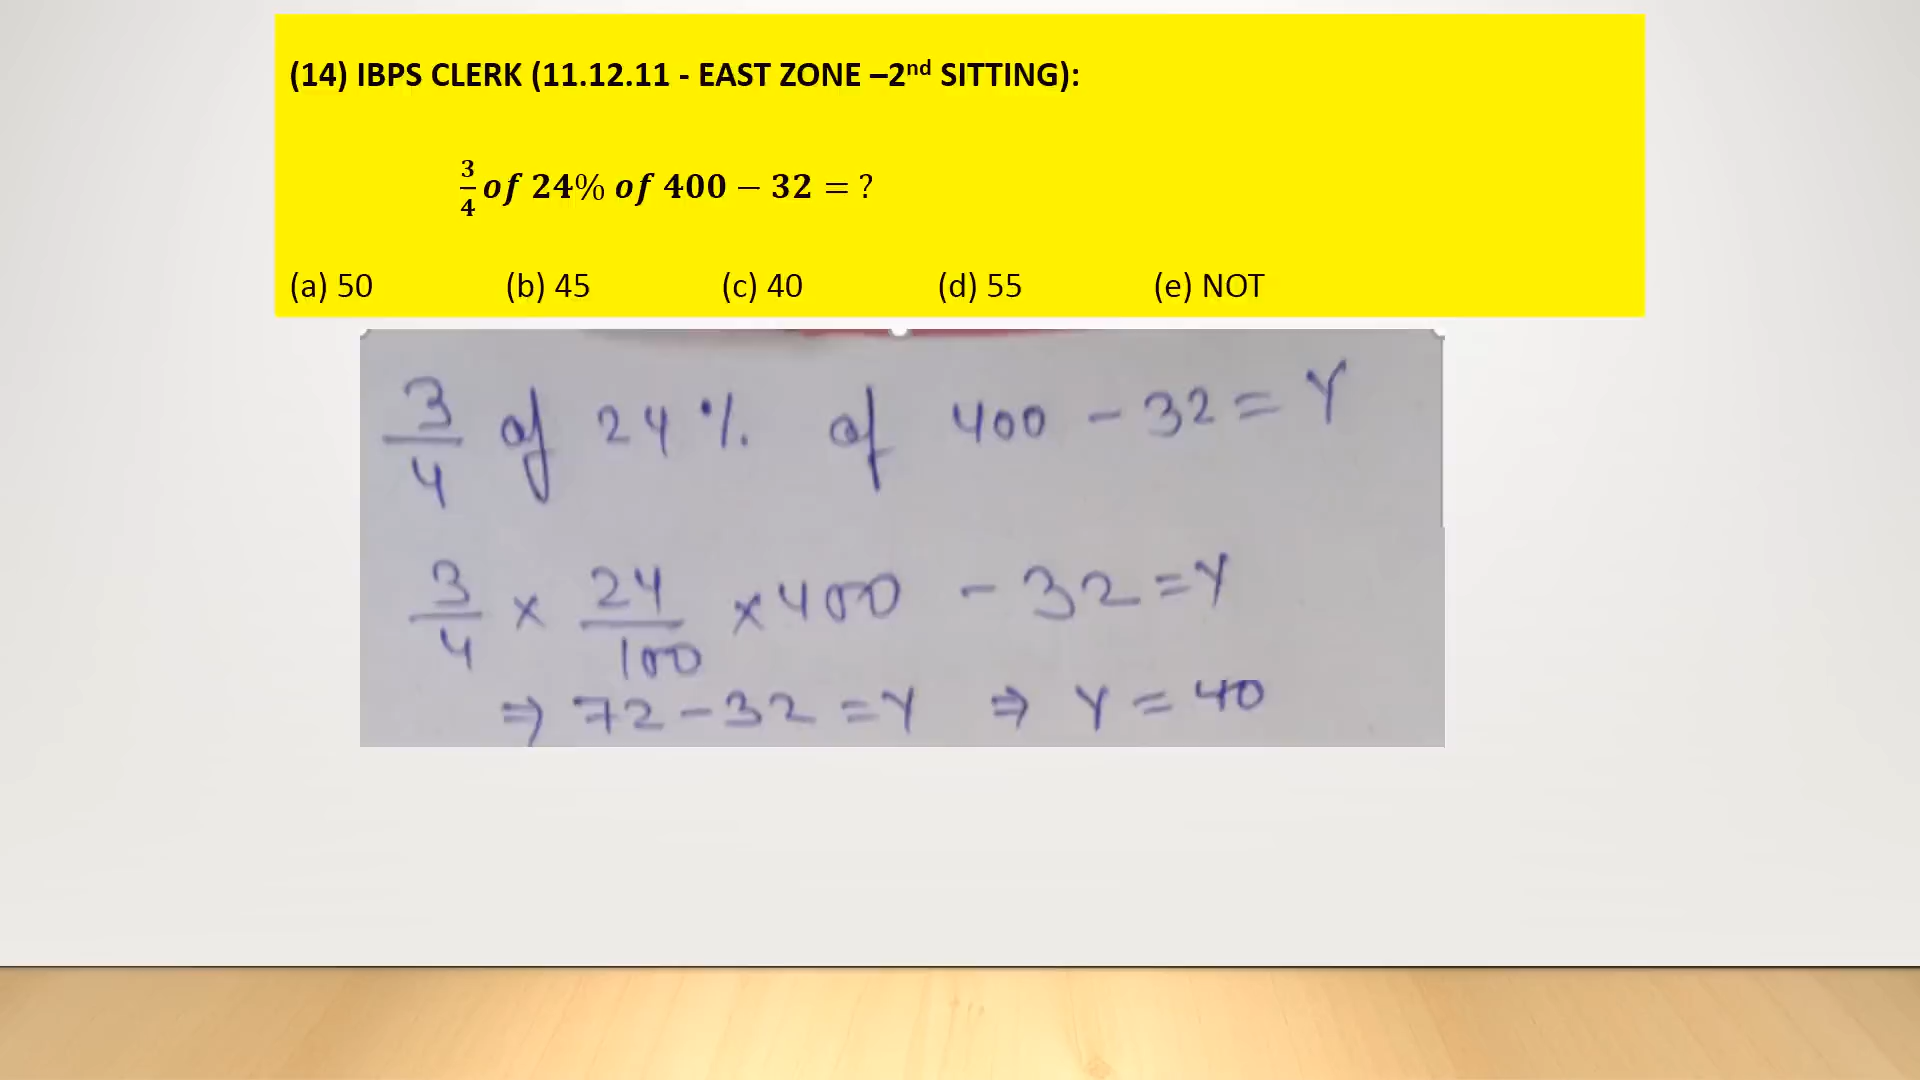 (14) IBPS CLERK (11.12.11 - EAST ZONE –2nd SITTING):
3/4 of 24% of 400 − 32 = ?
(a) 50 (b) 45 (c) 40 (d) 55 (e) NOT
3/4 of 24 % of 400 - 32 = Y
3/4 × 24/100 × 400 - 32 = Y
⇒ 72 - 32 = Y ⇒ Y = 40